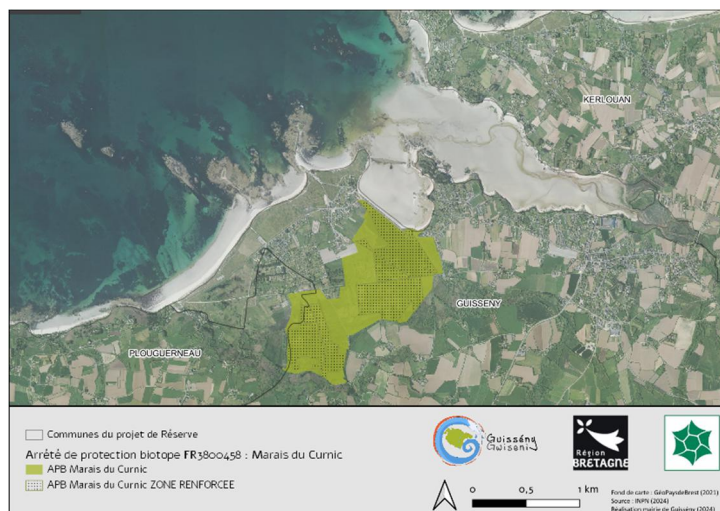 KERLOUAN
GUISSENY
PLOUGUERNEAU
Communes du projet de Réserve
Arrêté de protection biotope FR3800458 : Marais du Curnic
APB Marais du Curnic
APB Marais du Curnic ZONE RENFORCEE
Guissény
Gwiseni
Région
BRETAGNE
0 0,5 1 km
Fond de carte : GéoPaysdeBrest (2021)
Source : INPN (2024)
Réalisation mairie de Guissény (2024)